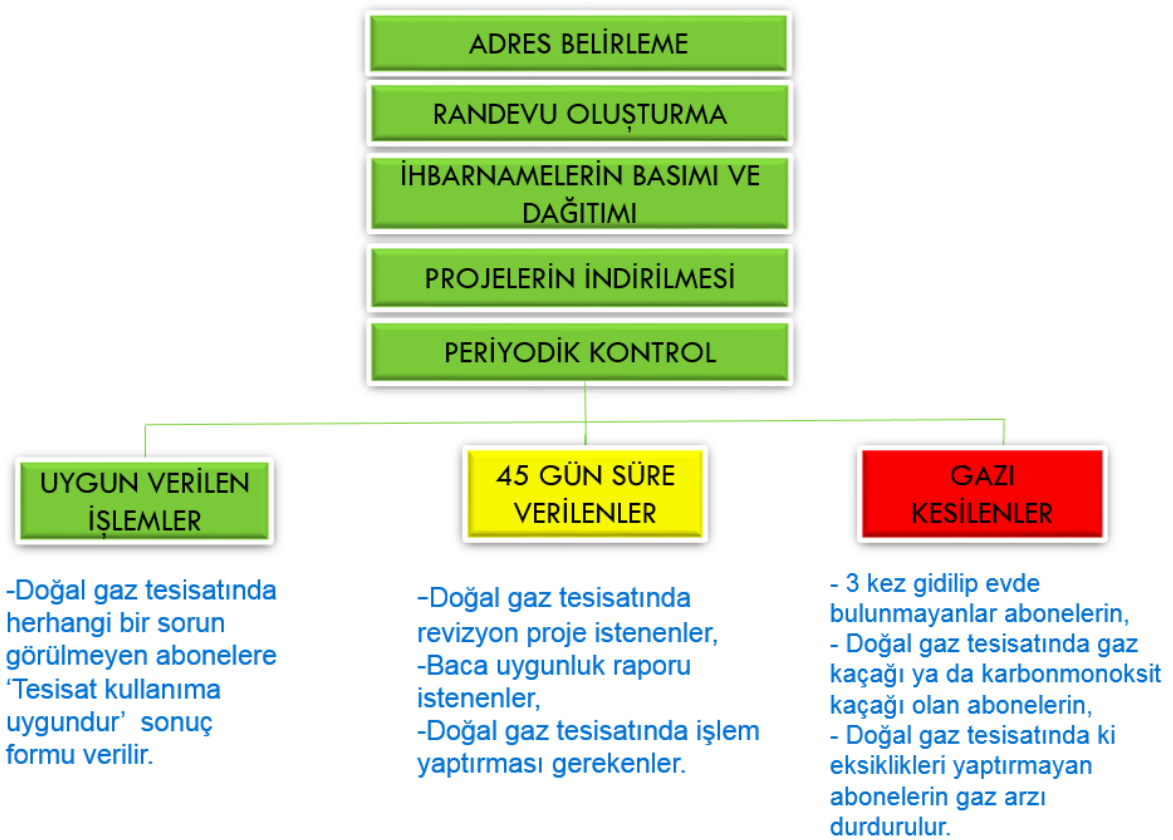 ADRES BELİRLEME
RANDEVU OLUŞTURMA
İHBARNAMELERİN BASIMI VE
DAĞITIMI
PROJELERİN İNDİRİLMESİ
PERİYODİK KONTROL
UYGUN VERİLEN
İŞLEMLER
-Doğal gaz tesisatında
herhangi bir sorun
görülmeyen abonelere
‘Tesisat kullanıma
uygundur’ sonuç
formu verilir.
45 GÜN SÜRE
VERİLENLER
-Doğal gaz tesisatında
revizyon proje istenenler,
-Baca uygunluk raporu
istenenler,
-Doğal gaz tesisatında işlem
yaptırması gerekenler.
GAZI
KESİLENLER
- 3 kez gidilip evde
bulunmayanlar abonelerin,
- Doğal gaz tesisatında gaz
kaçağı ya da karbonmonoksit
kaçağı olan abonelerin,
- Doğal gaz tesisatında ki
eksiklikleri yaptırmayan
abonelerin gaz arzı
durdurulur.